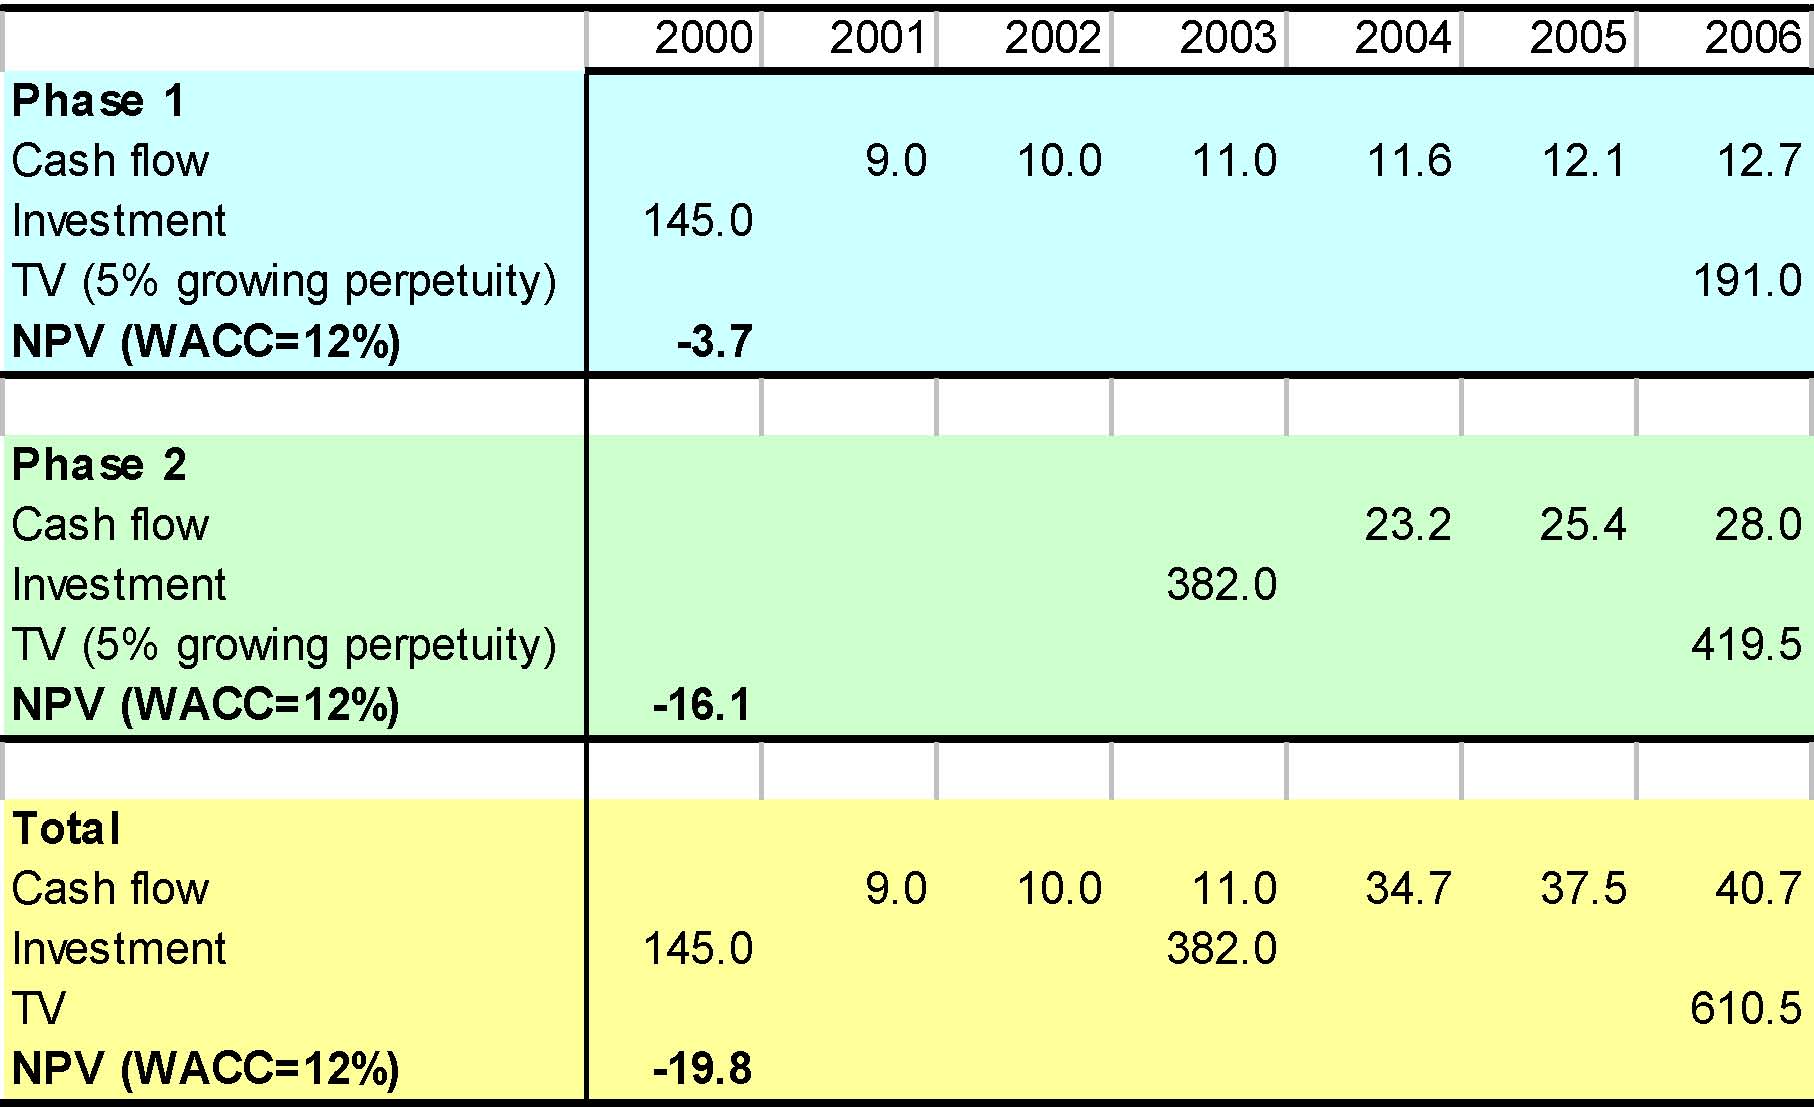 2000 2001 2002 2003 2004 2005 2006
Phase 1
Cash flow 9.0 10.0 11.0 11.6 12.1 12.7
Investment 145.0
TV (5% growing perpetuity) 191.0
NPV (WACC=12%) -3.7
Phase 2
Cash flow 23.2 25.4 28.0
Investment 382.0
TV (5% growing perpetuity) 419.5
NPV (WACC=12%) -16.1
Total
Cash flow 9.0 10.0 11.0 34.7 37.5 40.7
Investment 145.0 382.0
TV 610.5
NPV (WACC=12%) -19.8